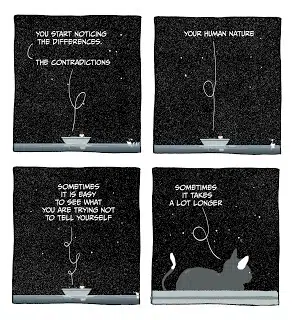 YOU START NOTICING
THE DIFFERENCES.
THE CONTRADICTIONS
YOUR HUMAN NATURE
SOMETIMES
IT IS EASY
TO SEE WHAT
YOU ARE TRYING NOT
TO TELL YOURSELF
SOMETIMES
IT TAKES
A LOT LONGER